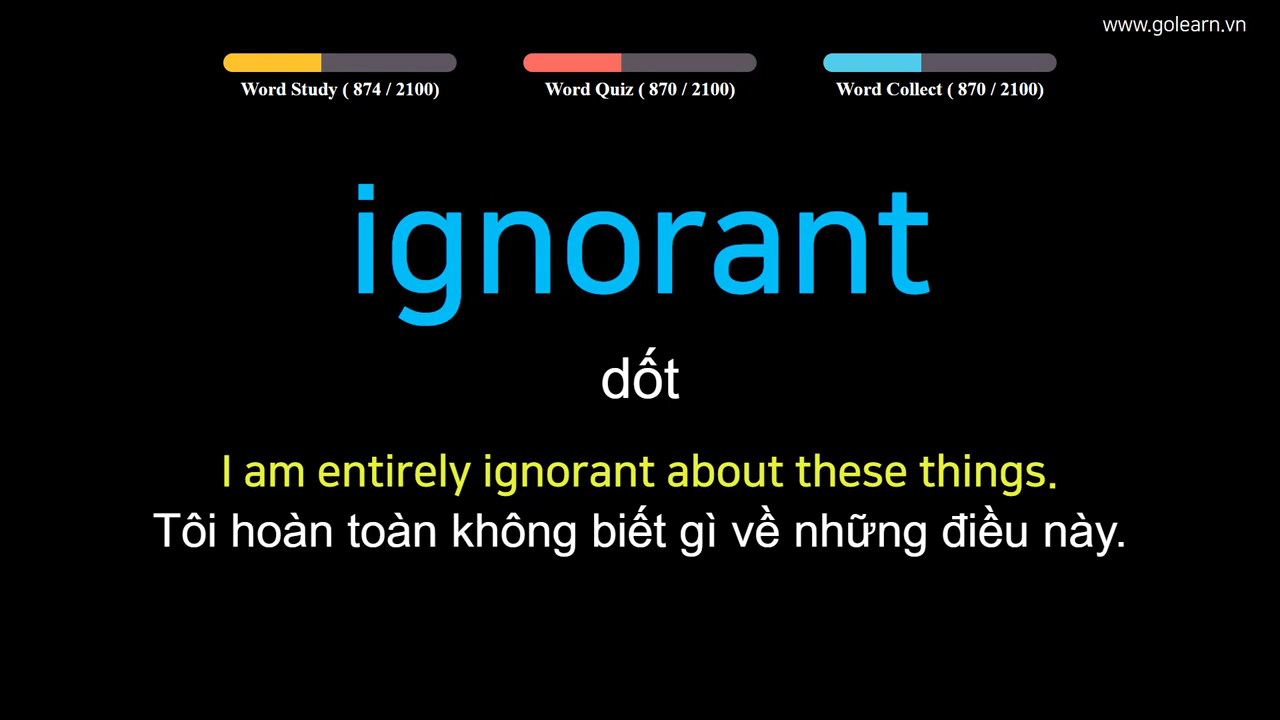 www.golearn.vn
Word Study ( 874 / 2100)
Word Quiz ( 870 / 2100)
Word Collect ( 870 / 2100)
ignorant
dốt
I am entirely ignorant about these things.
Tôi hoàn toàn không biết gì về những điều này.